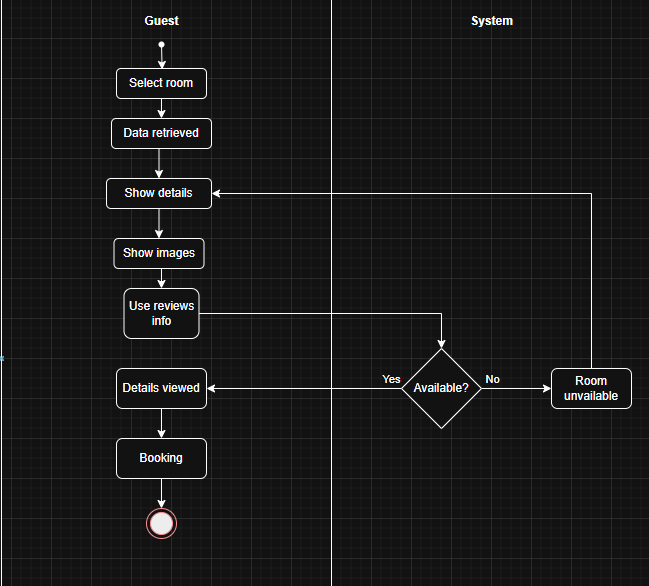 Guest
System
Select room
Data retrieved
Show details
Show images
Use reviews
info
Yes
Available?
No
Room
unvailable
Details viewed
Booking